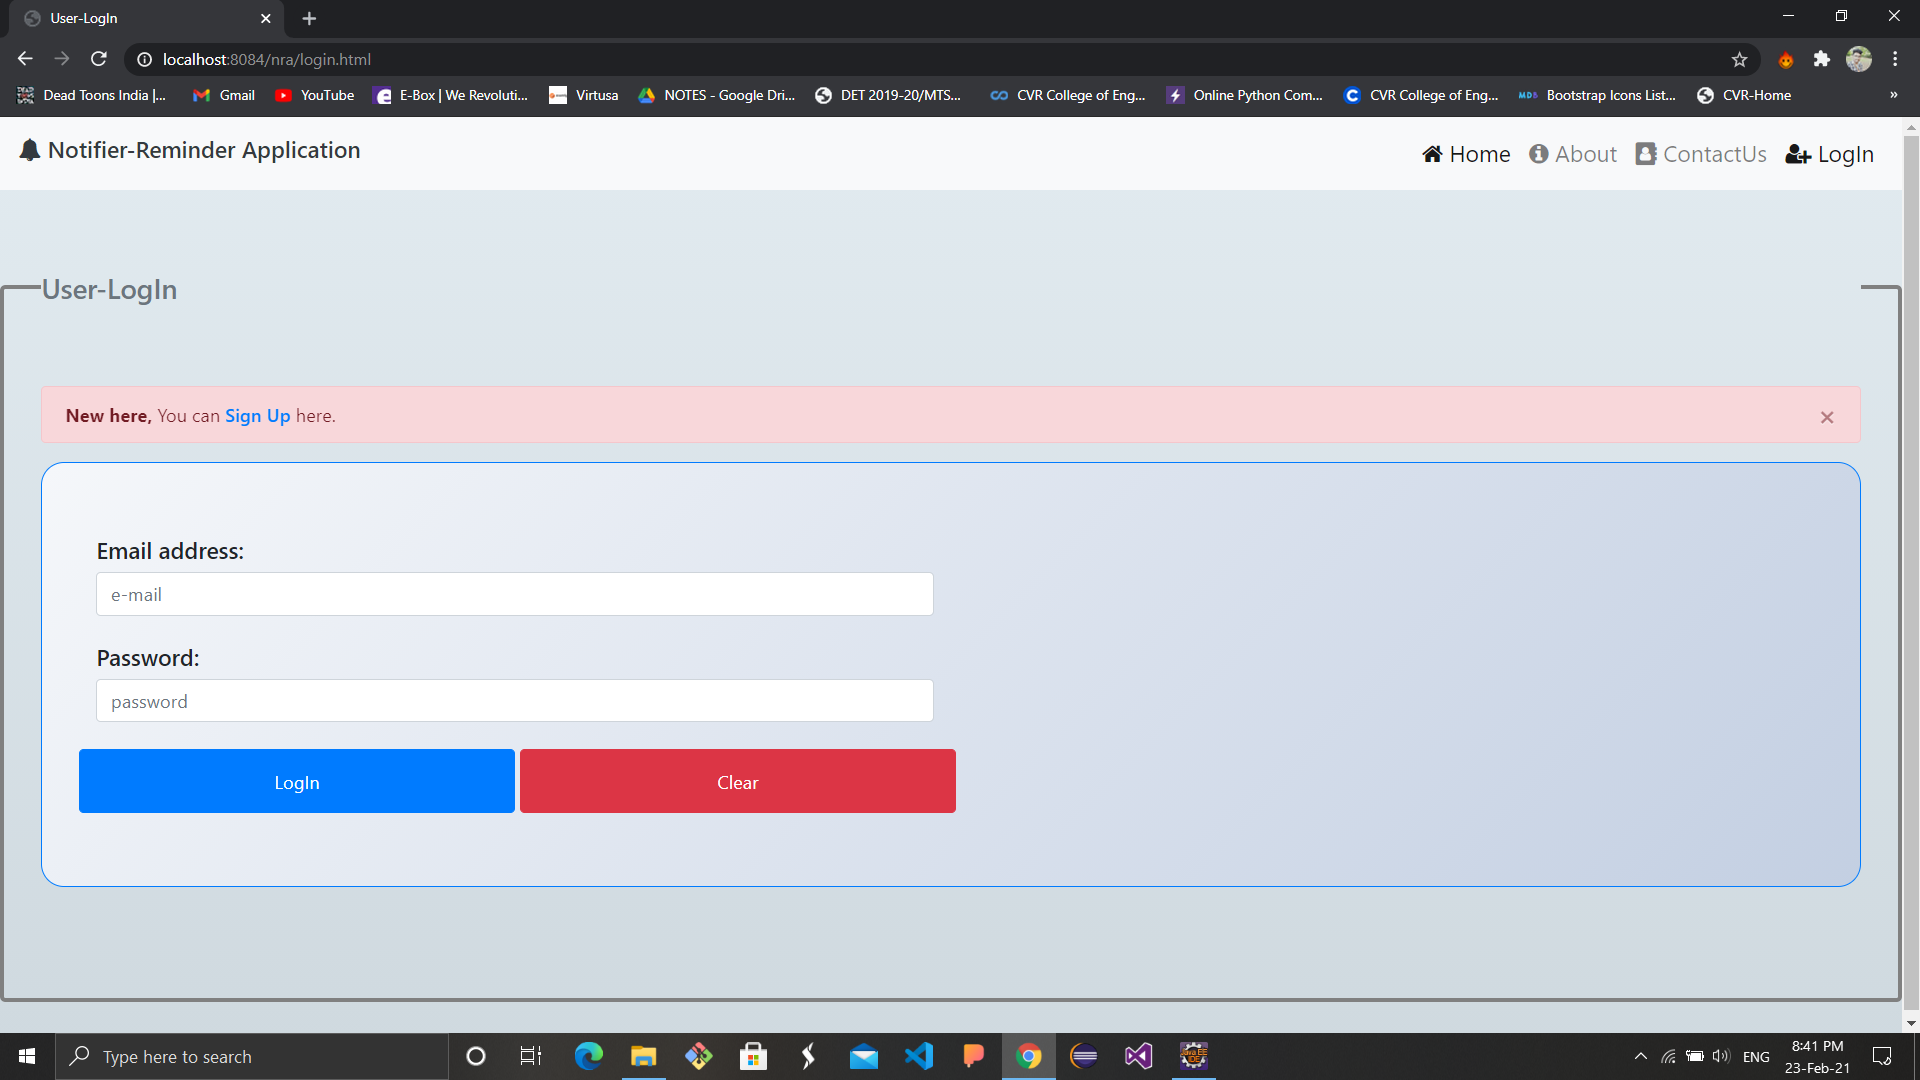 User-LogIn
localhost:8084/nra/login.html
Dead Toons India |... Gmail YouTube E-Box | We Revoluti... Virtusa NOTES - Google Dri... DET 2019-20/MTS... CVR College of Eng... Online Python Com... CVR College of Eng... Bootstrap Icons List... CVR-Home »
Notifier-Reminder Application Home About ContactUs LogIn
User-LogIn
New here, You can Sign Up here. ×
Email address:
e-mail
Password:
password
LogIn Clear
Type here to search
ENG
8:41 PM
23-Feb-21